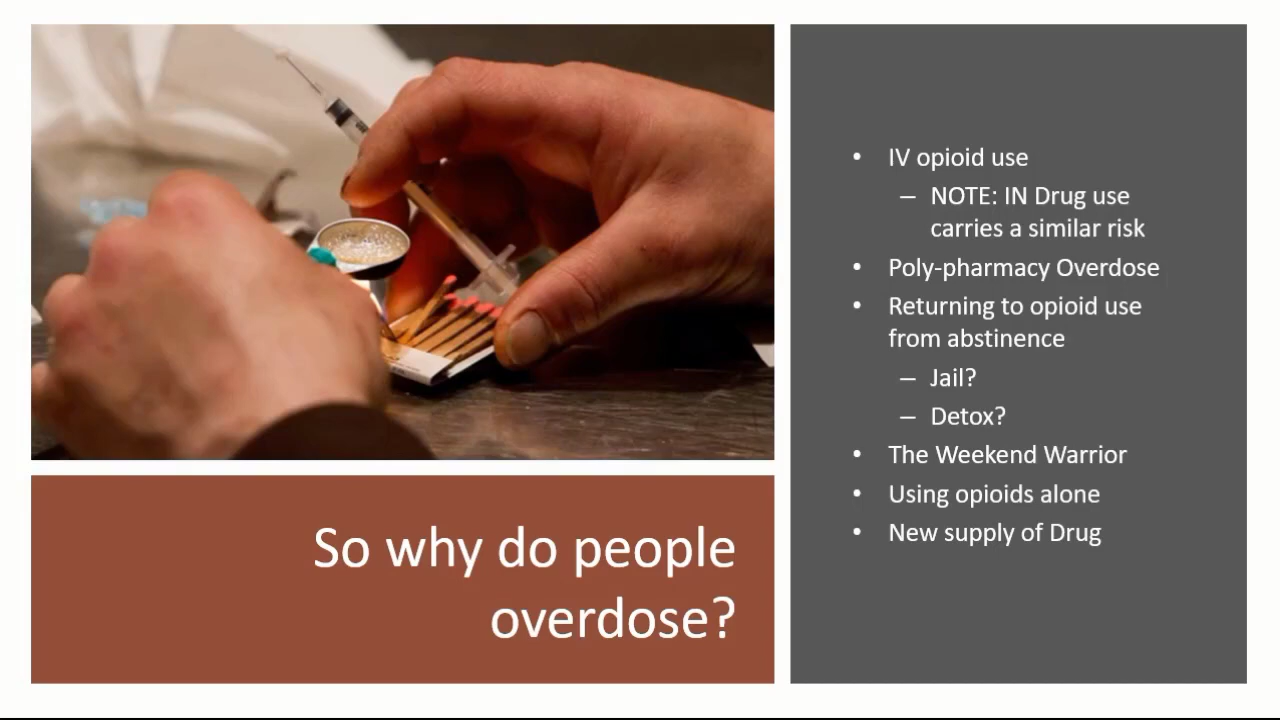 So why do people
overdose?
• IV opioid use
– NOTE: IN Drug use
carries a similar risk
• Poly-pharmacy Overdose
• Returning to opioid use
from abstinence
– Jail?
– Detox?
• The Weekend Warrior
• Using opioids alone
• New supply of Drug